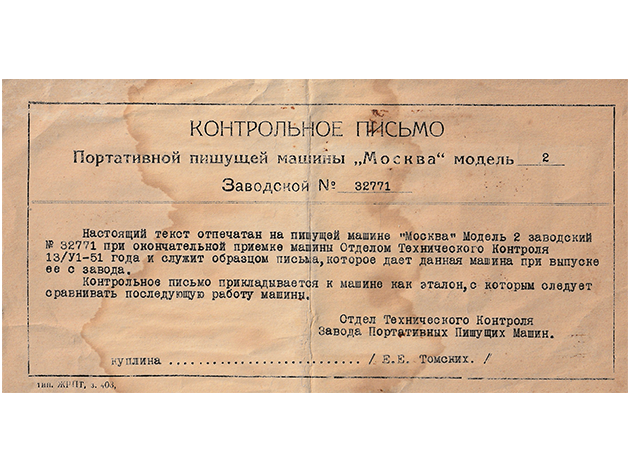 КОНТРОЛЬНОЕ ПИСЬМО
Портативной пишущей машины „Москва“ модель 2
Заводской № 32771
Настоящий текст отпечатан на пишущей машине "Москва" Модель 2 заводский
№ 32771 при окончательной приемке машины Отделом Технического Контроля
13/У1-51 года и служит образцом письма,которое дает данная машина при выпуске
ее с завода.
Контрольное письмо прикладывается к машине как эталон,с которым следует
сравнивать последующую работу машины.
Отдел Технического Контроля
Завода Портативных Пишущих Машин.
куплина .......................... / Е.Е. Томских. /
тип. з. 403,